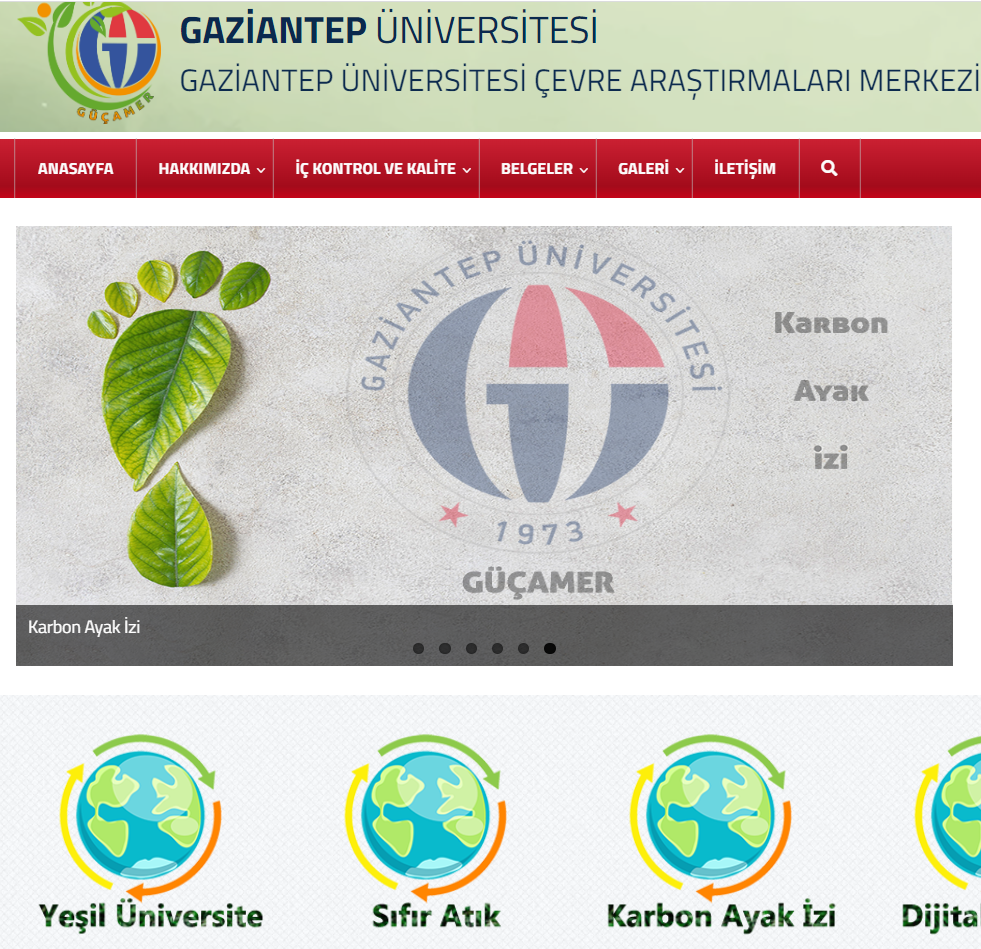 GÜÇAMER
GAZİANTEP ÜNİVERSİTESİ
GAZİANTEP ÜNİVERSİTESİ ÇEVRE ARAŞTIRMALARI MERKEZİ
ANASAYFA HAKKIMIZDA İÇ KONTROL VE KALİTE BELGELER GALERİ İLETİŞİM
GAZİANTEP ÜNİVERSİTESİ
1973
GÜÇAMER
Karbon
Ayak
izi
Karbon Ayak İzi
Yeşil Üniversite Sıfır Atık Karbon Ayak İzi Dijital